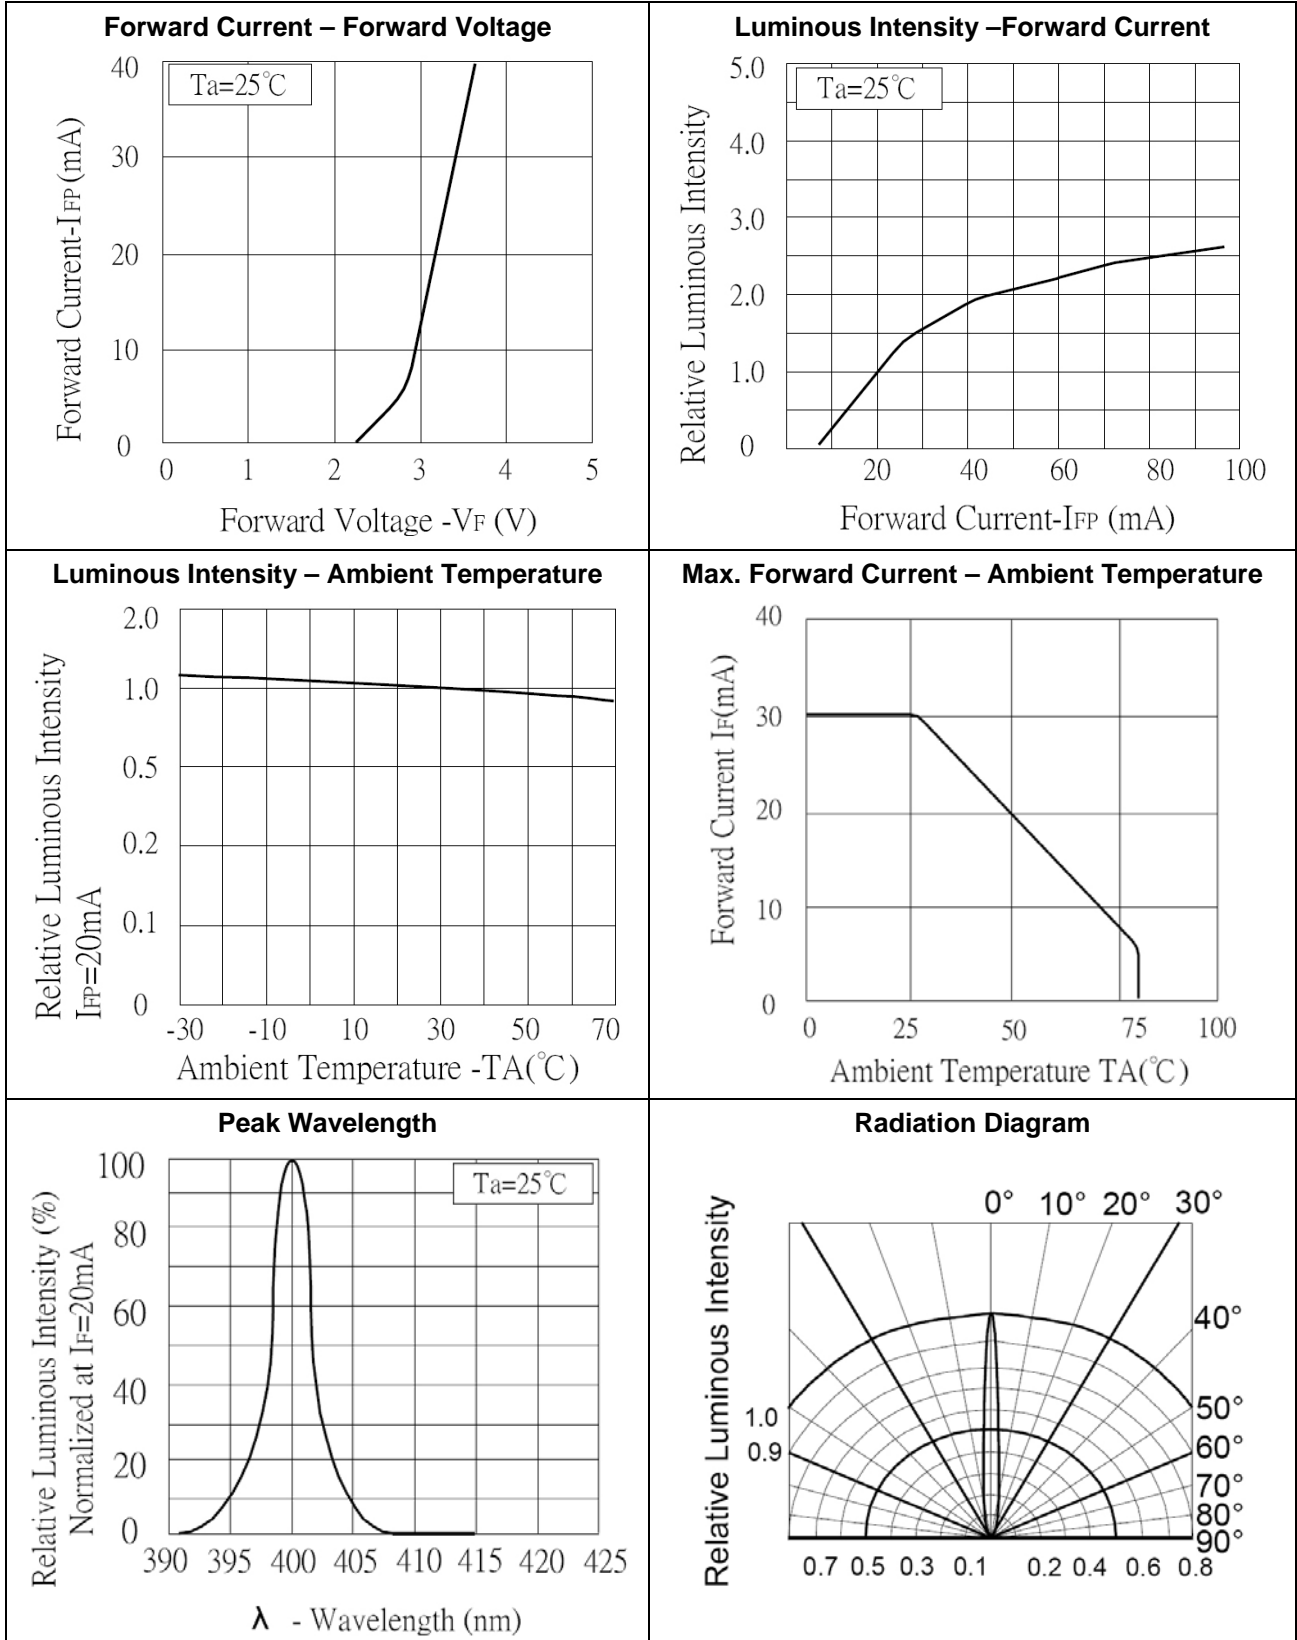 Forward Current – Forward Voltage
40
Ta=25℃
30
20
10
0
0 1 2 3 4 5
Forward Current-IFP (mA)
Forward Voltage -VF (V)
Luminous Intensity –Forward Current
5.0
Ta=25℃
4.0
3.0
2.0
1.0
0
20 40 60 80 100
Relative Luminous Intensity
Forward Current-IFP (mA)
Luminous Intensity – Ambient Temperature
2.0
1.0
0.5
0.2
0.1
0
-30 -10 10 30 50 70
Relative Luminous Intensity
IFP=20mA
Ambient Temperature -TA(℃)
Max. Forward Current – Ambient Temperature
40
30
20
10
0
0 25 50 75 100
Forward Current IF(mA)
Ambient Temperature TA(℃)
Peak Wavelength
100
Ta=25℃
80
60
40
20
0
390 395 400 405 410 415 420 425
Relative Luminous Intensity (%)
Normalized at IF=20mA
λ - Wavelength (nm)
Radiation Diagram
0° 10° 20° 30°
40°
50°
60°
70°
80°
90°
1.0
0.9
0.7 0.5 0.3 0.1 0.2 0.4 0.6 0.8
Relative Luminous Intensity